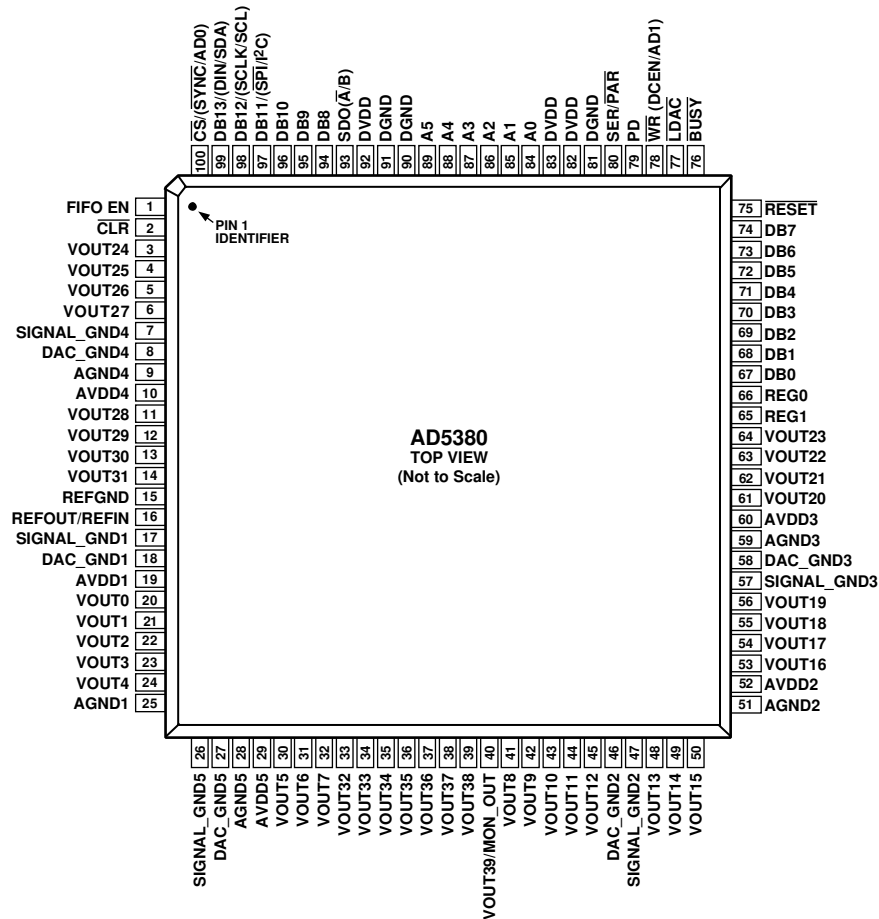 CS/(SYNC/AD0)
DB13/(DIN/SDA)
DB12/(SCLK/SCL)
DB11/(SPI/I²C)
DB10
DB9
DB8
SDO(A/B)
DVDD
DGND
DGND
A5
A4
A3
A2
A1
A0
DVDD
DVDD
DGND
SER/PAR
PD
WR (DCEN/AD1)
LDAC
BUSY
100
99
98
97
96
95
94
93
92
91
90
89
88
87
86
85
84
83
82
81
80
79
78
77
76
FIFO EN 1
CLR 2
VOUT24 3
VOUT25 4
VOUT26 5
VOUT27 6
SIGNAL_GND4 7
DAC_GND4 8
AGND4 9
AVDD4 10
VOUT28 11
VOUT29 12
VOUT30 13
VOUT31 14
REFGND 15
REFOUT/REFIN 16
SIGNAL_GND1 17
DAC_GND1 18
AVDD1 19
VOUT0 20
VOUT1 21
VOUT2 22
VOUT3 23
VOUT4 24
AGND1 25
PIN 1
IDENTIFIER
AD5380
TOP VIEW
(Not to Scale)
75 RESET
74 DB7
73 DB6
72 DB5
71 DB4
70 DB3
69 DB2
68 DB1
67 DB0
66 REG0
65 REG1
64 VOUT23
63 VOUT22
62 VOUT21
61 VOUT20
60 AVDD3
59 AGND3
58 DAC_GND3
57 SIGNAL_GND3
56 VOUT19
55 VOUT18
54 VOUT17
53 VOUT16
52 AVDD2
51 AGND2
26
27
28
29
30
31
32
33
34
35
36
37
38
39
40
41
42
43
44
45
46
47
48
49
50
SIGNAL_GND5
DAC_GND5
AGND5
AVDD5
VOUT5
VOUT6
VOUT7
VOUT32
VOUT33
VOUT34
VOUT35
VOUT36
VOUT37
VOUT38
VOUT39/MON_OUT
VOUT8
VOUT9
VOUT10
VOUT11
VOUT12
DAC_GND2
SIGNAL_GND2
VOUT13
VOUT14
VOUT15